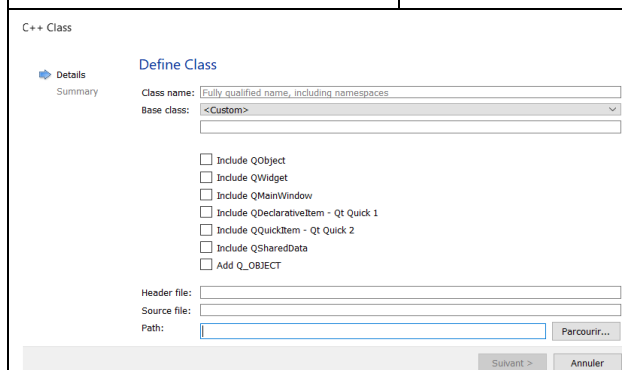 C++ Class
Define Class
Details
Summary
Class name: Fully qualified name, including namespaces
Base class: <Custom>
Include QObject
Include QWidget
Include QMainWindow
Include QDeclarativeItem - Qt Quick 1
Include QQuickItem - Qt Quick 2
Include QSharedData
Add Q_OBJECT
Header file:
Source file:
Path:
Parcourir...
Suivant >
Annuler